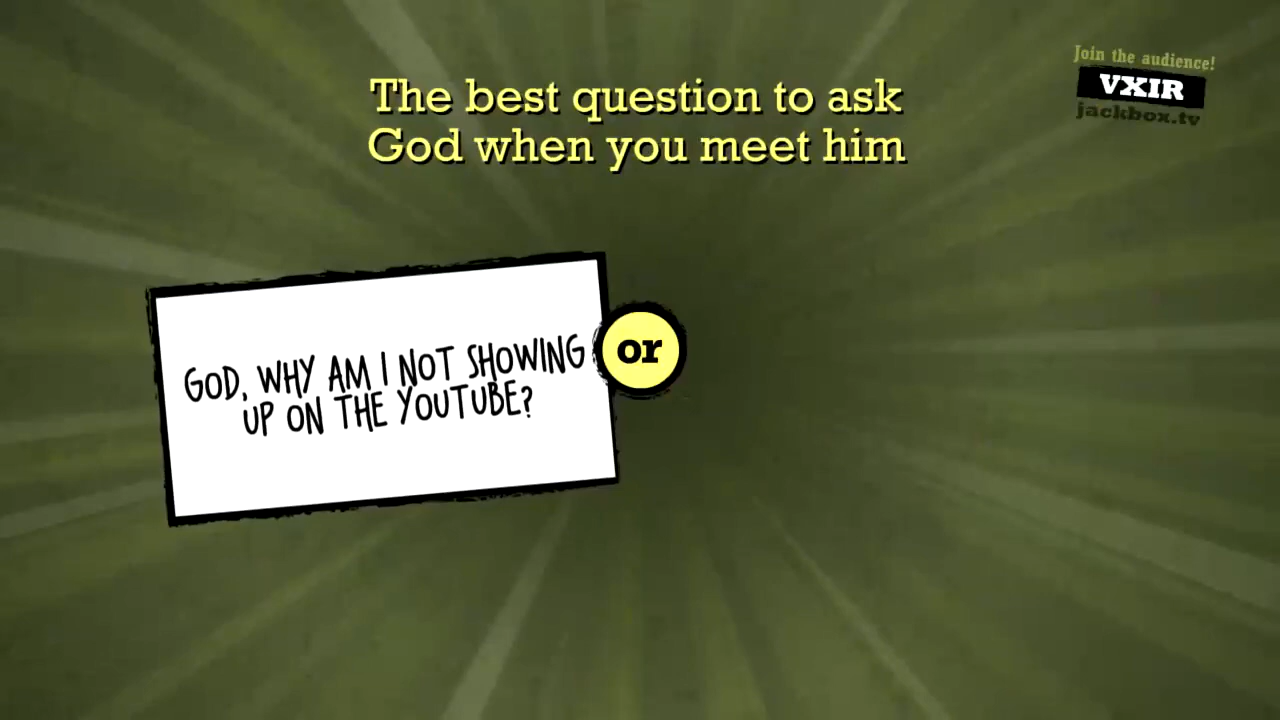 Join the audience!
VXIR
jackbox.tv
The best question to ask
God when you meet him
GOD, WHY AM I NOT SHOWING
UP ON THE YOUTUBE?
or